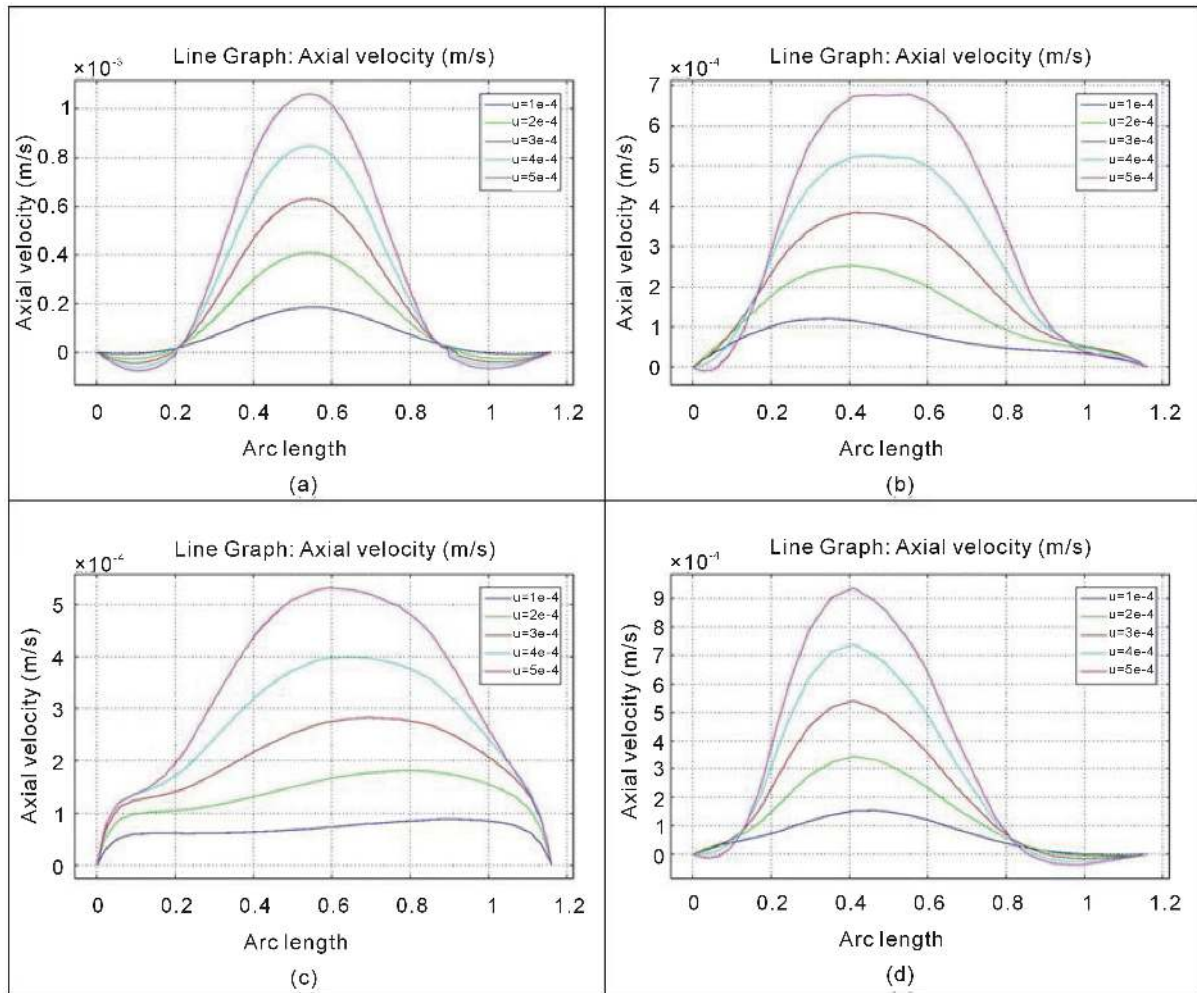 Line Graph: Axial velocity (m/s)
×10⁻³
1
0.8
0.6
0.4
0.2
0
Axial velocity (m/s)
u=1e-4
u=2e-4
u=3e-4
u=4e-4
u=5e-4
0 0.2 0.4 0.6 0.8 1 1.2
Arc length
(a)
Line Graph: Axial velocity (m/s)
×10⁻⁴
7
6
5
4
3
2
1
0
Axial velocity (m/s)
u=1e-4
u=2e-4
u=3e-4
u=4e-4
u=5e-4
0 0.2 0.4 0.6 0.8 1 1.2
Arc length
(b)
Line Graph: Axial velocity (m/s)
5
4
3
2
1
0
Axial velocity (m/s)
u=1e-4
u=2e-4
u=3e-4
u=4e-4
u=5e-4
0 0.2 0.4 0.6 0.8 1 1.2
Arc length
(c)
Line Graph: Axial velocity (m/s)
×10⁻⁴
9
8
7
6
5
4
3
2
1
0
Axial velocity (m/s)
u=1e-4
u=2e-4
u=3e-4
u=4e-4
u=5e-4
0 0.2 0.4 0.6 0.8 1 1.2
Arc length
(d)